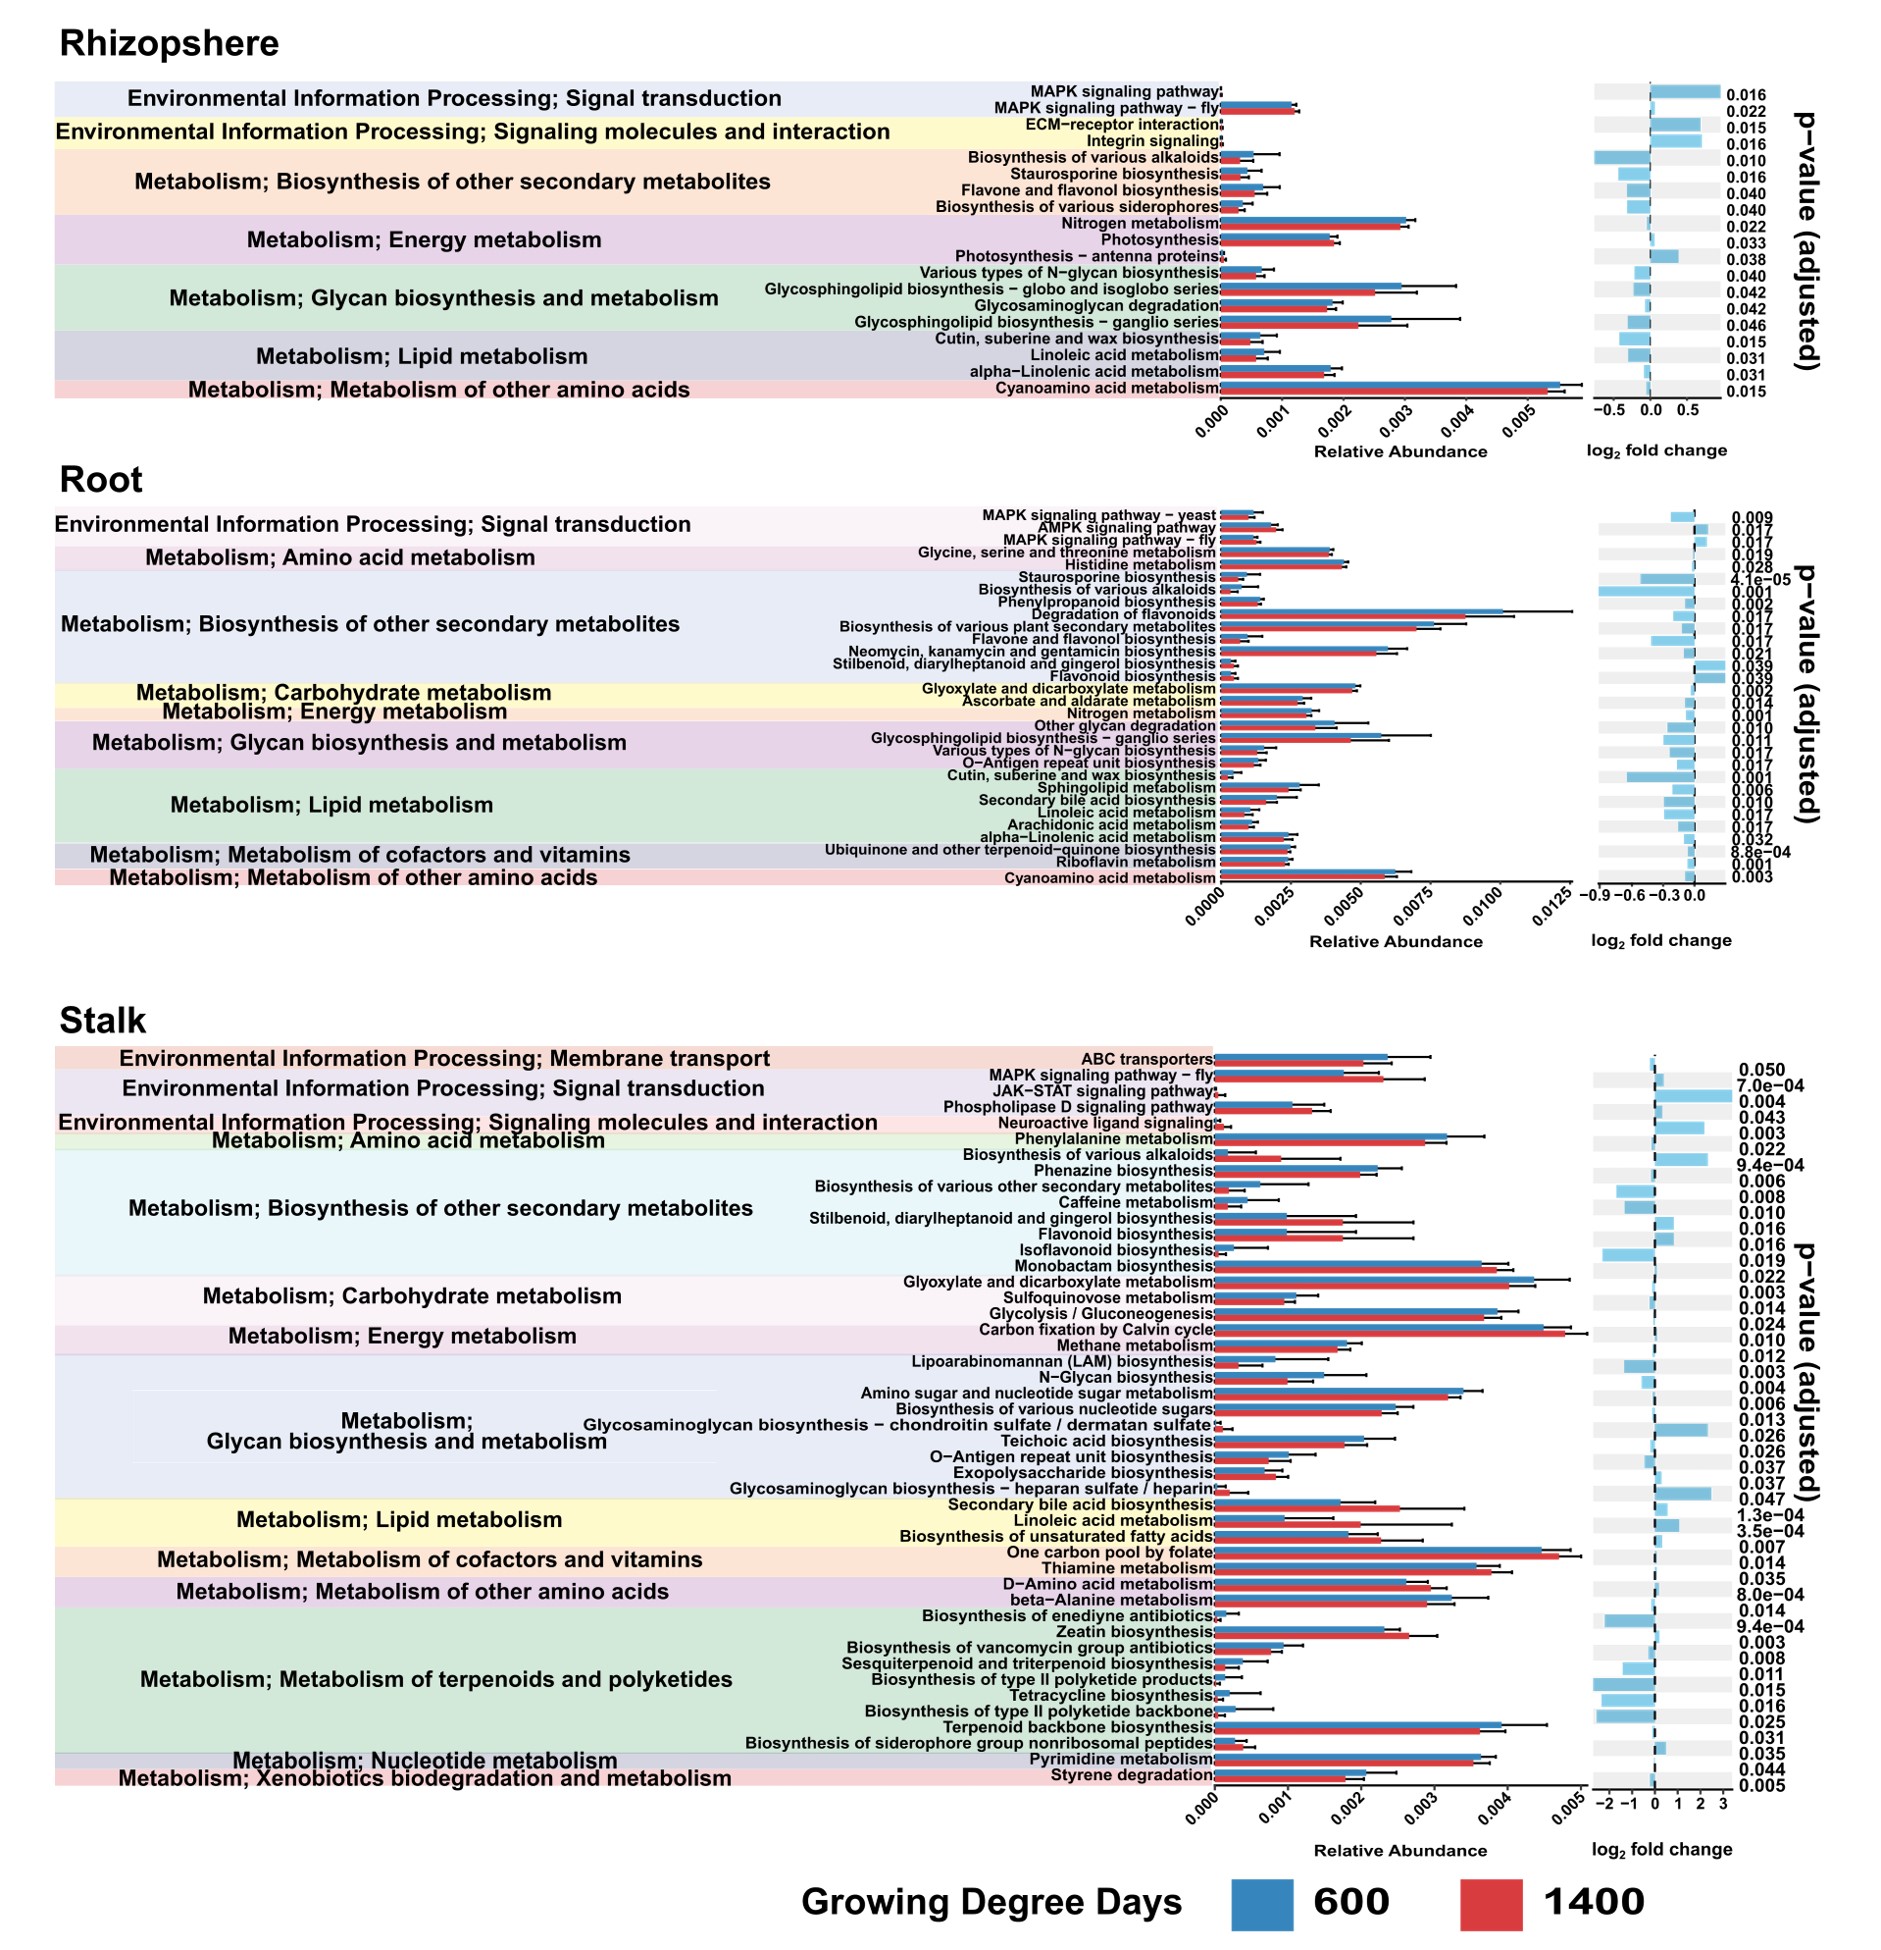 Rhizopshere
Environmental Information Processing; Signal transduction
Environmental Information Processing; Signaling molecules and interaction
Metabolism; Biosynthesis of other secondary metabolites
Metabolism; Energy metabolism
Metabolism; Glycan biosynthesis and metabolism
Metabolism; Lipid metabolism
Metabolism; Metabolism of other amino acids
MAPK signaling pathway 0.016
MAPK signaling pathway − fly 0.022
ECM−receptor interaction 0.015
Integrin signaling 0.016
Biosynthesis of various alkaloids 0.010
Staurosporine biosynthesis 0.016
Flavone and flavonol biosynthesis 0.040
Biosynthesis of various siderophores 0.040
Nitrogen metabolism 0.022
Photosynthesis 0.033
Photosynthesis − antenna proteins 0.038
Various types of N−glycan biosynthesis 0.040
Glycosphingolipid biosynthesis − globo and isoglobo series 0.042
Glycosaminoglycan degradation 0.042
Glycosphingolipid biosynthesis − ganglio series 0.046
Cutin, suberine and wax biosynthesis 0.015
Linoleic acid metabolism 0.031
alpha−Linolenic acid metabolism 0.031
Cyanoamino acid metabolism 0.015
p−value (adjusted)
0.000 0.001 0.002 0.003 0.004 0.005
−0.5 0.0 0.5
Relative Abundance
log2 fold change
Root
Environmental Information Processing; Signal transduction
Metabolism; Amino acid metabolism
Metabolism; Biosynthesis of other secondary metabolites
Metabolism; Carbohydrate metabolism
Metabolism; Energy metabolism
Metabolism; Glycan biosynthesis and metabolism
Metabolism; Lipid metabolism
Metabolism; Metabolism of cofactors and vitamins
Metabolism; Metabolism of other amino acids
MAPK signaling pathway − yeast 0.009
AMPK signaling pathway 0.017
MAPK signaling pathway − fly 0.017
Glycine, serine and threonine metabolism 0.019
Histidine metabolism 0.028
Staurosporine biosynthesis 4.1e−05
Biosynthesis of various alkaloids 0.001
Phenylpropanoid biosynthesis 0.002
Degradation of flavonoids 0.017
Biosynthesis of various plant secondary metabolites 0.017
Flavone and flavonol biosynthesis 0.017
Neomycin, kanamycin and gentamicin biosynthesis 0.021
Stilbenoid, diarylheptanoid and gingerol biosynthesis 0.039
Flavonoid biosynthesis 0.039
Glyoxylate and dicarboxylate metabolism 0.002
Ascorbate and aldarate metabolism 0.014
Nitrogen metabolism 0.001
Other glycan degradation 0.010
Glycosphingolipid biosynthesis − ganglio series 0.011
Various types of N−glycan biosynthesis 0.017
O−Antigen repeat unit biosynthesis 0.017
Cutin, suberine and wax biosynthesis 0.001
Sphingolipid metabolism 0.006
Secondary bile acid biosynthesis 0.010
Linoleic acid metabolism 0.017
Arachidonic acid metabolism 0.017
alpha−Linolenic acid metabolism 0.032
Ubiquinone and other terpenoid−quinone biosynthesis 8.8e−04
Riboflavin metabolism 0.001
Cyanoamino acid metabolism 0.003
p−value (adjusted)
0.0000 0.0025 0.0050 0.0075 0.0100 0.0125
−0.9 −0.6 −0.3 0.0
Relative Abundance
log2 fold change
Stalk
Environmental Information Processing; Membrane transport
Environmental Information Processing; Signal transduction
Environmental Information Processing; Signaling molecules and interaction
Metabolism; Amino acid metabolism
Metabolism; Biosynthesis of other secondary metabolites
Metabolism; Carbohydrate metabolism
Metabolism; Energy metabolism
Metabolism;
Glycan biosynthesis and metabolism
Metabolism; Lipid metabolism
Metabolism; Metabolism of cofactors and vitamins
Metabolism; Metabolism of other amino acids
Metabolism; Metabolism of terpenoids and polyketides
Metabolism; Nucleotide metabolism
Metabolism; Xenobiotics biodegradation and metabolism
ABC transporters 0.050
MAPK signaling pathway − fly 7.0e−04
JAK−STAT signaling pathway 0.004
Phospholipase D signaling pathway 0.043
Neuroactive ligand signaling 0.003
Phenylalanine metabolism 0.022
Biosynthesis of various alkaloids 9.4e−04
Phenazine biosynthesis 0.006
Biosynthesis of various other secondary metabolites 0.008
Caffeine metabolism 0.010
Stilbenoid, diarylheptanoid and gingerol biosynthesis 0.016
Flavonoid biosynthesis 0.016
Isoflavonoid biosynthesis 0.019
Monobactam biosynthesis 0.022
Glyoxylate and dicarboxylate metabolism 0.003
Sulfoquinovose metabolism 0.014
Glycolysis / Gluconeogenesis 0.024
Carbon fixation by Calvin cycle 0.010
Methane metabolism 0.012
Lipoarabinomannan (LAM) biosynthesis 0.003
N−Glycan biosynthesis 0.004
Amino sugar and nucleotide sugar metabolism 0.006
Biosynthesis of various nucleotide sugars 0.013
Glycosaminoglycan biosynthesis − chondroitin sulfate / dermatan sulfate 0.026
Teichoic acid biosynthesis 0.026
O−Antigen repeat unit biosynthesis 0.037
Exopolysaccharide biosynthesis 0.037
Glycosaminoglycan biosynthesis − heparan sulfate / heparin 0.047
Secondary bile acid biosynthesis 1.3e−04
Linoleic acid metabolism 3.5e−04
Biosynthesis of unsaturated fatty acids 0.007
One carbon pool by folate 0.014
Thiamine metabolism 0.035
D−Amino acid metabolism 8.0e−04
beta−Alanine metabolism 0.014
Biosynthesis of enediyne antibiotics 9.4e−04
Zeatin biosynthesis 0.003
Biosynthesis of vancomycin group antibiotics 0.008
Sesquiterpenoid and triterpenoid biosynthesis 0.011
Biosynthesis of type II polyketide products 0.015
Tetracycline biosynthesis 0.016
Biosynthesis of type II polyketide backbone 0.025
Terpenoid backbone biosynthesis 0.031
Biosynthesis of siderophore group nonribosomal peptides 0.035
Pyrimidine metabolism 0.044
Styrene degradation 0.005
p−value (adjusted)
0.000 0.001 0.002 0.003 0.004 0.005
−2 −1 0 1 2 3
Relative Abundance
log2 fold change
Growing Degree Days 600 1400